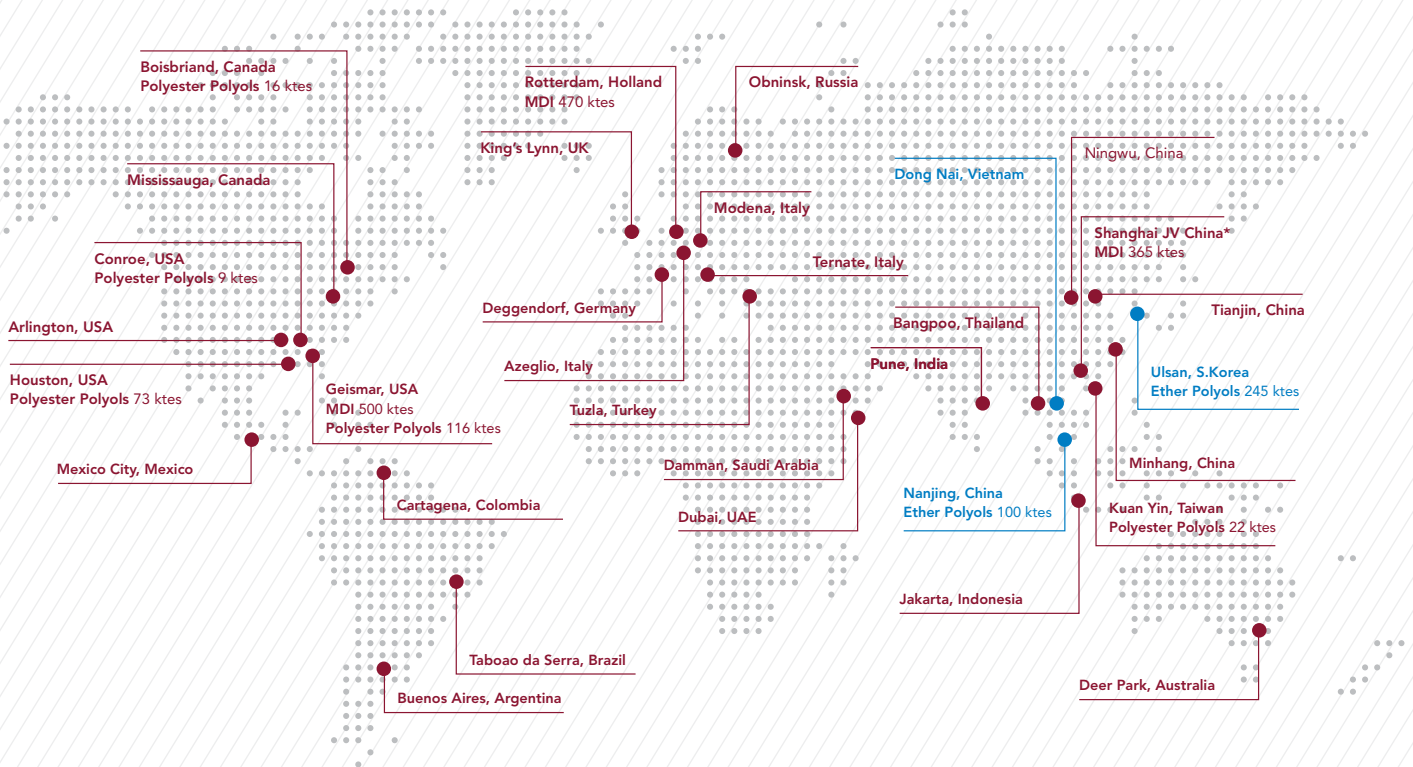 Boisbriand, Canada
Polyester Polyols 16 ktes
Mississauga, Canada
Conroe, USA
Polyester Polyols 9 ktes
Arlington, USA
Houston, USA
Polyester Polyols 73 ktes
Geismar, USA
MDI 500 ktes
Polyester Polyols 116 ktes
Mexico City, Mexico
Cartagena, Colombia
Taboao da Serra, Brazil
Buenos Aires, Argentina
Rotterdam, Holland
MDI 470 ktes
King's Lynn, UK
Obninsk, Russia
Modena, Italy
Ternate, Italy
Deggendorf, Germany
Azeglio, Italy
Tuzla, Turkey
Damman, Saudi Arabia
Dubai, UAE
Dong Nai, Vietnam
Ningwu, China
Shanghai JV China*
MDI 365 ktes
Tianjin, China
Bangpoo, Thailand
Pune, India
Ulsan, S.Korea
Ether Polyols 245 ktes
Minhang, China
Nanjing, China
Ether Polyols 100 ktes
Kuan Yin, Taiwan
Polyester Polyols 22 ktes
Jakarta, Indonesia
Deer Park, Australia